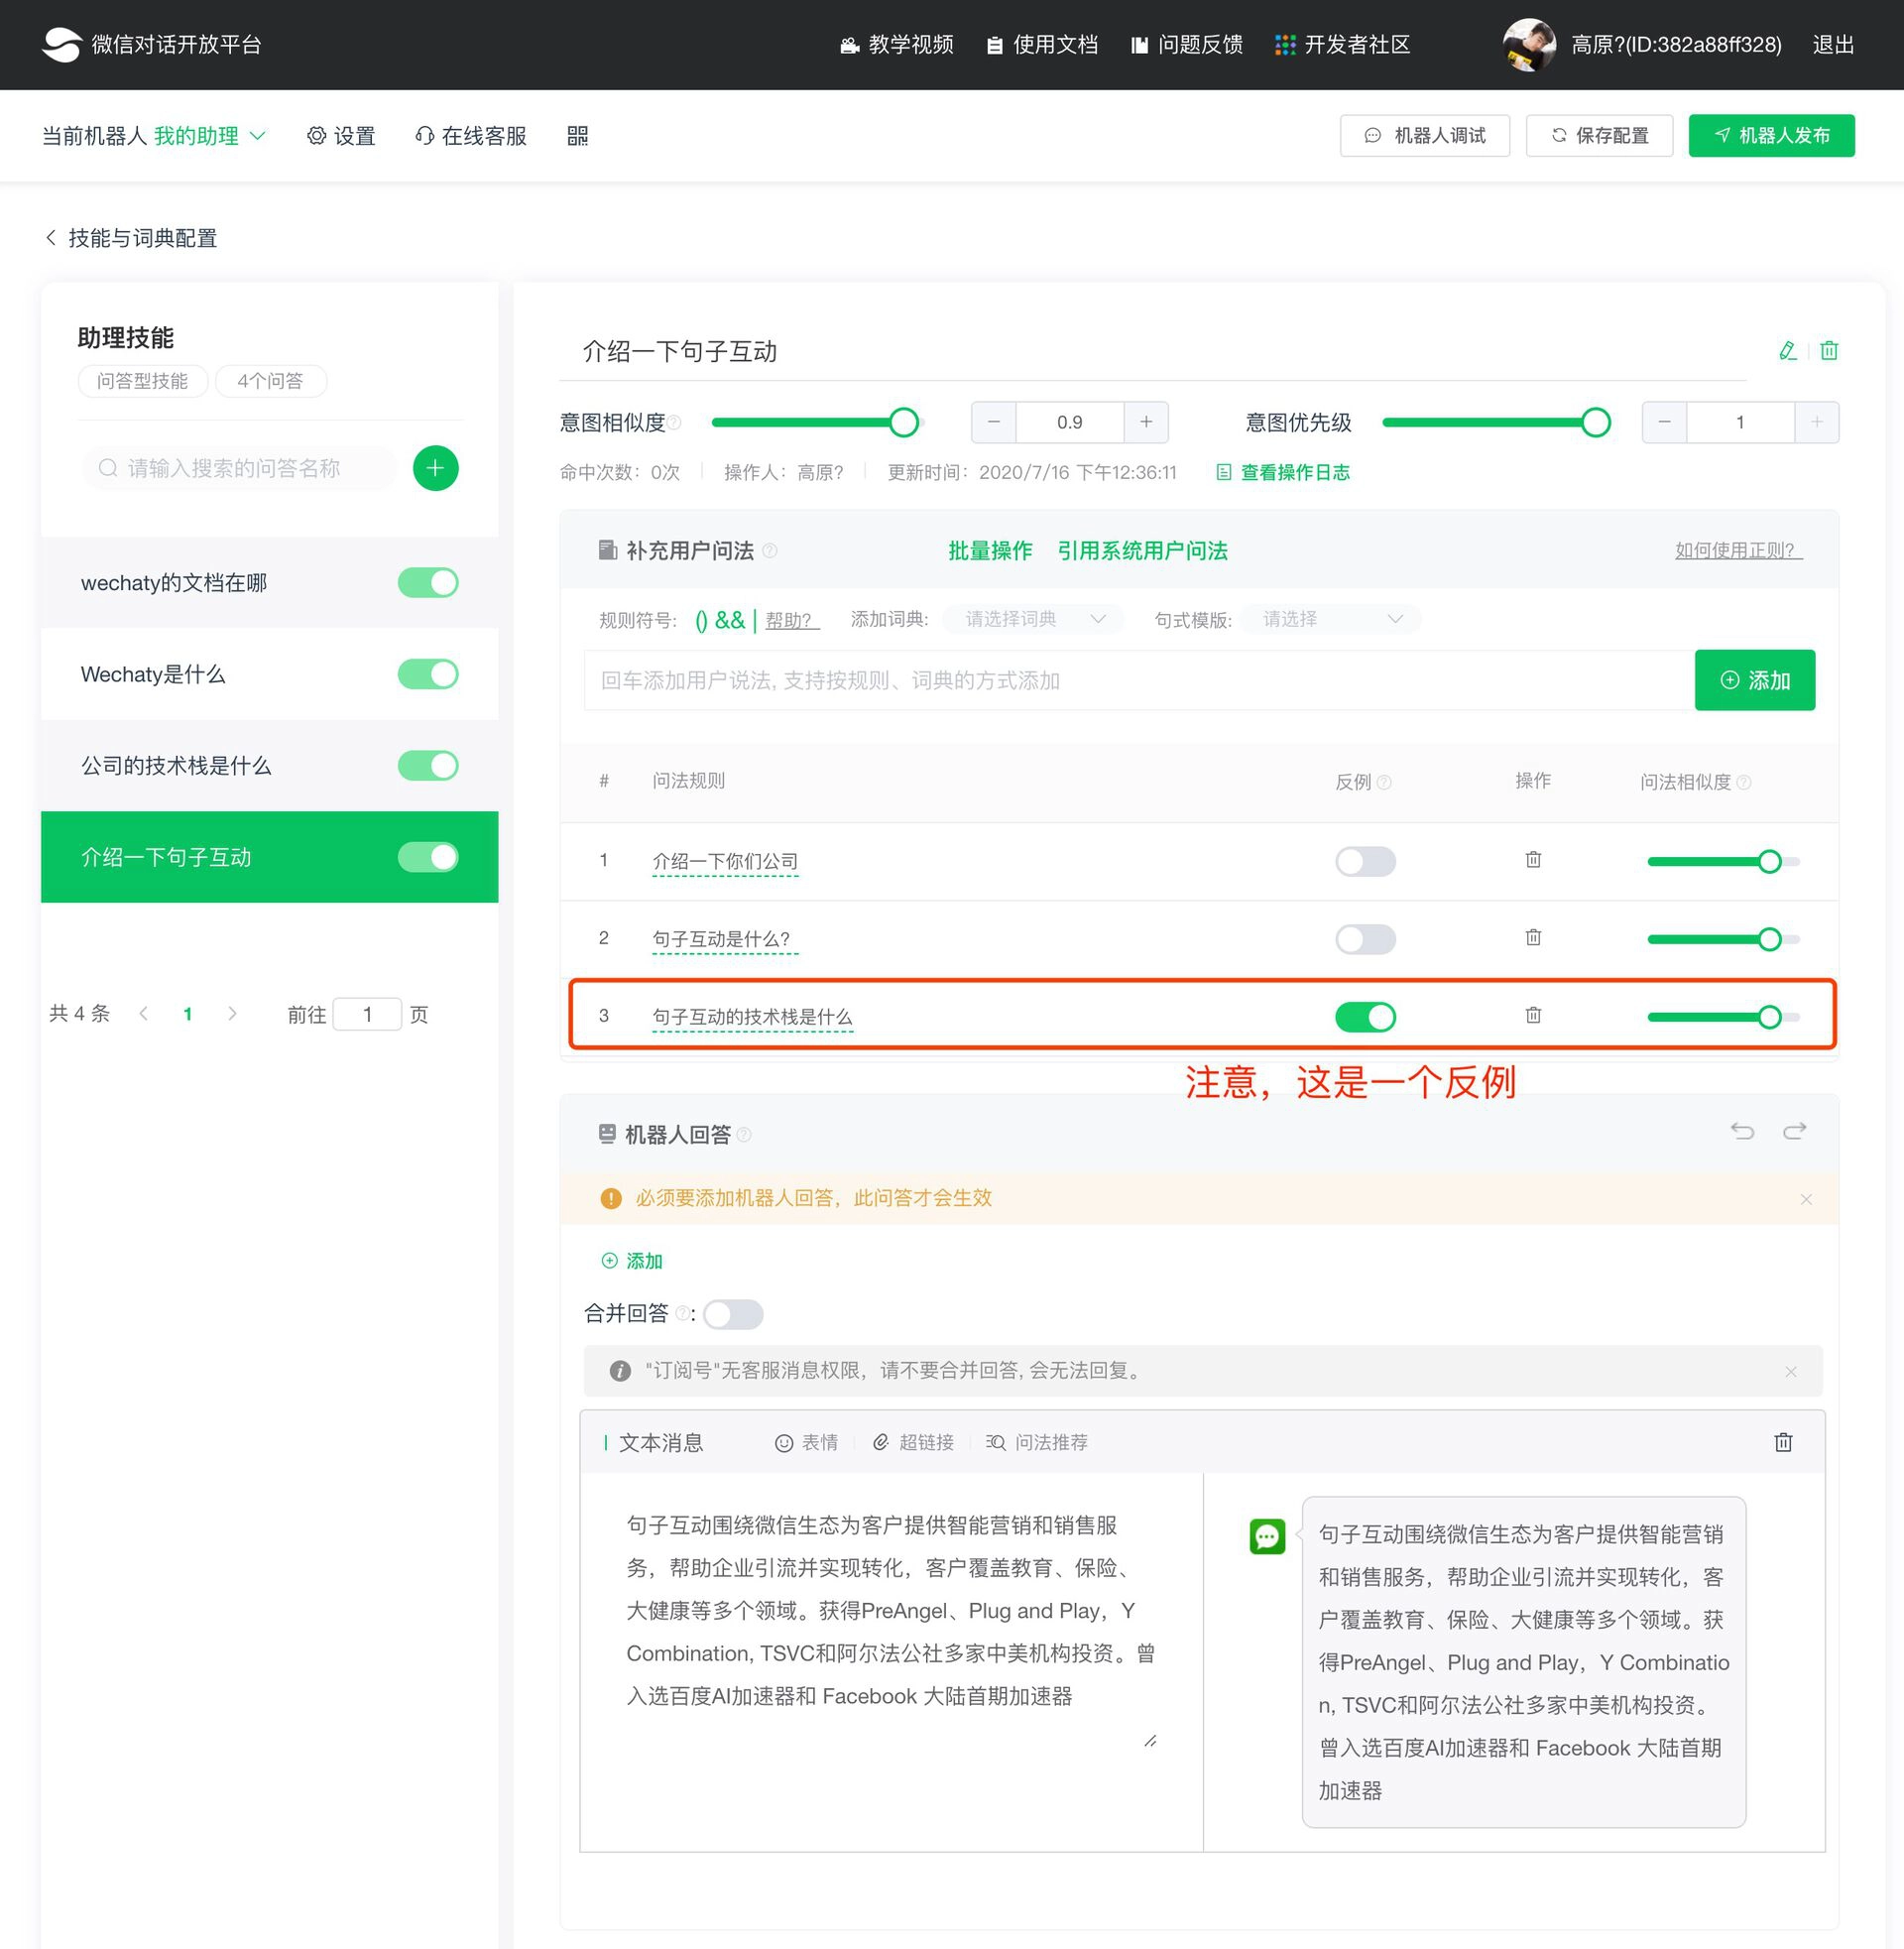 微信对话开放平台
教学视频 使用文档 问题反馈 开发者社区 高原?(ID:382a88ff328) 退出
当前机器人 我的助理 设置 在线客服 机器人调试 保存配置 机器人发布
技能与词典配置
助理技能
问答型技能 4个问答
请输入搜索的问答名称
wechaty的文档在哪
Wechaty是什么
公司的技术栈是什么
介绍一下句子互动
共 4 条 1 前往 1 页
介绍一下句子互动
意图相似度 − 0.9 + 意图优先级 − 1 +
命中次数：0次 操作人：高原? 更新时间：2020/7/16 下午12:36:11 查看操作日志
补充用户问法 批量操作 引用系统用户问法 如何使用正则?
规则符号: () && | 帮助? 添加词典: 请选择词典 句式模版: 请选择
回车添加用户说法, 支持按规则、词典的方式添加 添加
# 问法规则 反例 操作 问法相似度
1 介绍一下你们公司
2 句子互动是什么?
3 句子互动的技术栈是什么
注意，这是一个反例
机器人回答
必须要添加机器人回答，此问答才会生效
添加
合并回答 :
"订阅号"无客服消息权限，请不要合并回答, 会无法回复。
文本消息 表情 超链接 问法推荐
句子互动围绕微信生态为客户提供智能营销和销售服
务，帮助企业引流并实现转化，客户覆盖教育、保险、
大健康等多个领域。获得PreAngel、Plug and Play，Y
Combination, TSVC和阿尔法公社多家中美机构投资。曾
入选百度AI加速器和 Facebook 大陆首期加速器
句子互动围绕微信生态为客户提供智能营销
和销售服务，帮助企业引流并实现转化，客
户覆盖教育、保险、大健康等多个领域。获
得PreAngel、Plug and Play，Y Combinatio
n, TSVC和阿尔法公社多家中美机构投资。
曾入选百度AI加速器和 Facebook 大陆首期
加速器